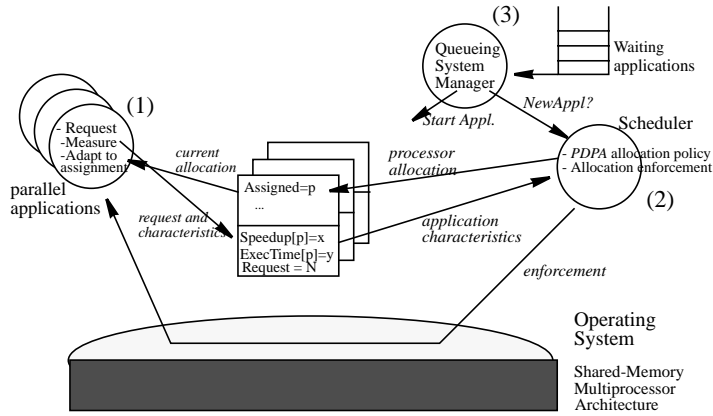 (3)
Queueing
System
Manager
Waiting
applications
NewAppl?
Start Appl.
(1)
- Request
-Measure
-Adapt to
assignment
parallel
applications
current
allocation
processor
allocation
Scheduler
- PDPA allocation policy
- Allocation enforcement
(2)
Assigned=p
...
request and
characteristics
Speedup[p]=x
ExecTime[p]=y
Request = N
application
characteristics
enforcement
Operating
System
Shared-Memory
Multiprocessor
Architecture